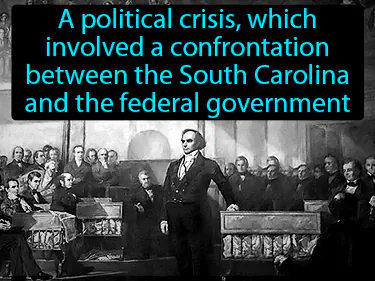 A political crisis, which
involved a confrontation
between the South Carolina
and the federal government